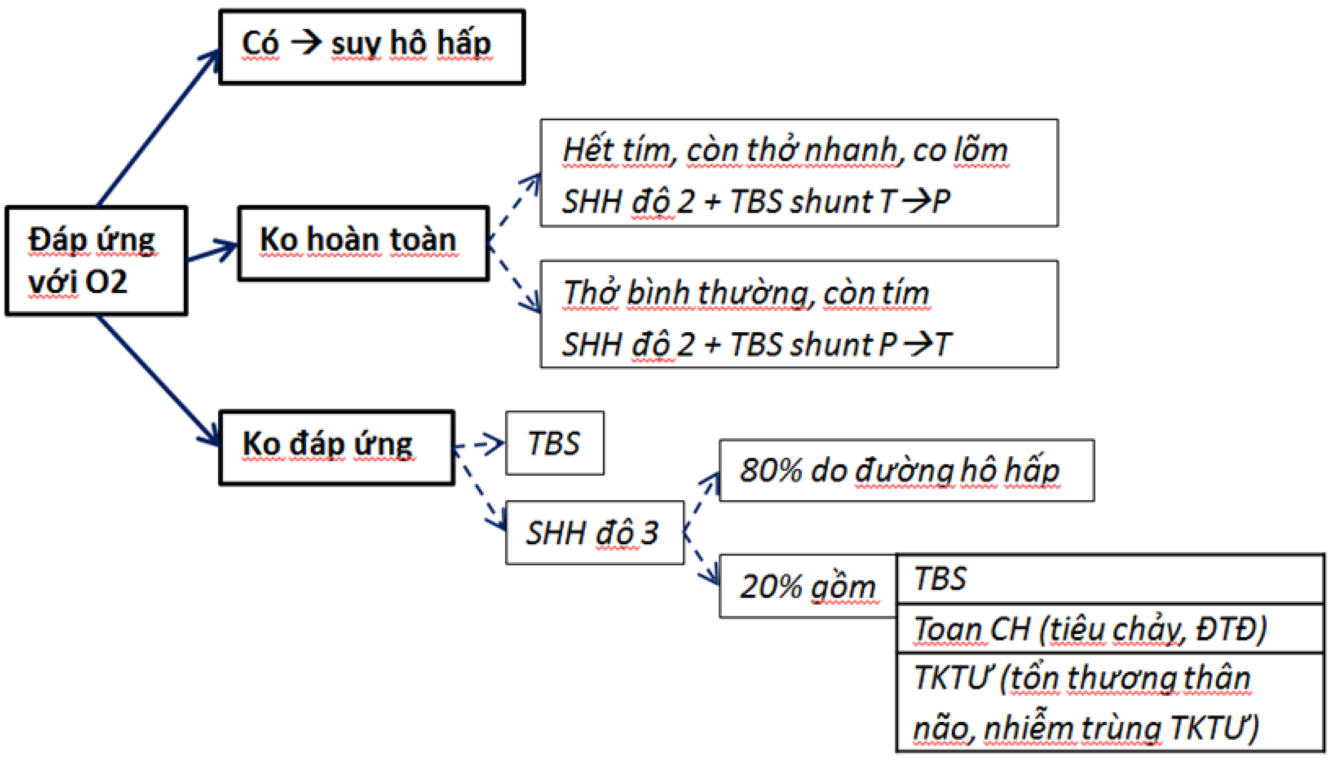 Có → suy hô hấp
Đáp ứng
với O2
Ko hoàn toàn
Hết tím, còn thở nhanh, co lõm
SHH độ 2 + TBS shunt T→P
Thở bình thường, còn tím
SHH độ 2 + TBS shunt P→T
Ko đáp ứng
TBS
SHH độ 3
80% do đường hô hấp
20% gồm
TBS
Toan CH (tiêu chảy, ĐTĐ)
TKTƯ (tổn thương thân
não, nhiễm trùng TKTƯ)